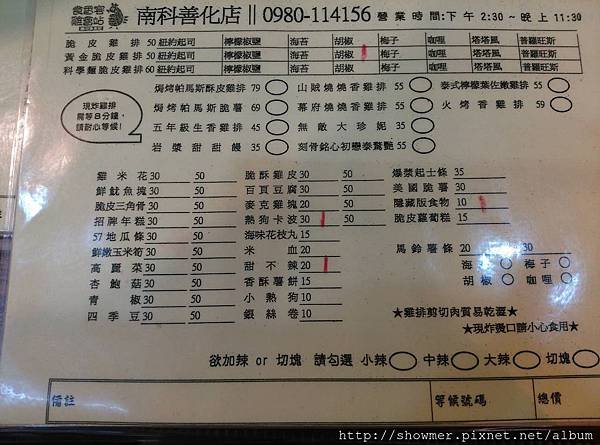 南科善化店 || 0980-114156 營業時間:下午 2:30~晚上 11:30
脆皮雞排 50 紐約起司 檸檬椒鹽 海苔 胡椒 梅子 咖哩 塔塔風 普羅旺斯
黃金脆皮雞排 50 紐約起司 檸檬椒鹽 海苔 胡椒 梅子 咖哩 塔塔風 普羅旺斯
科學麵脆皮雞排 60 紐約起司 檸檬椒鹽 海苔 胡椒 梅子 咖哩 塔塔風 普羅旺斯
現炸雞排
需等8分鐘,
請耐心等候!
焗烤帕馬斯酥皮雞排 79 山賊燒燒香雞排 55 泰式檸檬葉佐嫩雞排 55
焗烤帕馬斯脆薯 69 幕府燒燒香雞排 55 火烤香雞排 59
五年級生香雞排 45 無敵大珍妮 35
岩漿甜甜饅 35 刻骨銘心初戀泰驚艷 55
雞米花 30 50 脆酥雞皮 30 50 爆漿起士條 35
鮮魷魚塊 30 50 百頁豆腐 30 50 美國脆薯 30
脆皮三角骨 30 50 麥克雞塊 20 50 隱藏版食物 10
招牌年糕 30 50 熱狗卡波 30 50 脆皮蘿蔔糕 15
57地瓜條 30 50 海味花枝丸 15
鮮嫩玉米筍 30 50 米血 20 馬鈴薯條 20 30
高麗菜 30 50 甜不辣 20 海苔 梅子
杏鮑菇 30 50 香酥薯餅 15 胡椒 咖哩
青椒 30 50 小熱狗 10
四季豆 30 50 銀絲卷 10
★雞排剪切肉質易乾澀★
★現炸燙口請小心食用★
欲加辣 or 切塊 請勾選 小辣 中辣 大辣 切塊
備註 等候號碼 總價
http://showmer.pixnet.net/album